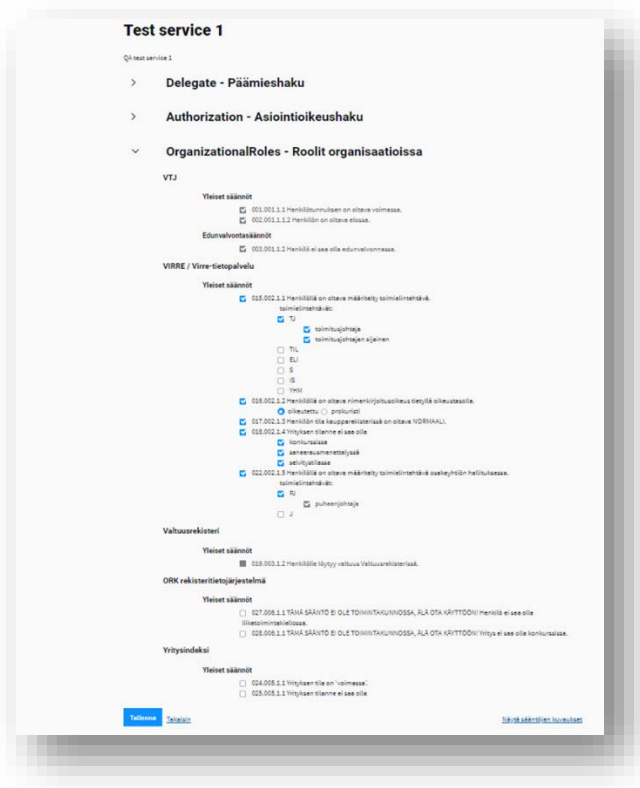 Test service 1
QA test service 1
Delegate - Päämieshaku
Authorization - Asiointioikeushaku
OrganizationalRoles - Roolit organisaatioissa
VTJ
Yleiset säännöt
001.001.1.1 Henkilötunnuksen on oltava voimassa.
002.001.1.1.2 Henkilön on oltava elossa.
Edunvalvontasäännöt
003.001.1.2 Henkilö ei saa olla edunvalvonnassa.
VIRRE / Virre-tietopalvelu
Yleiset säännöt
015.002.1.1 Henkilöllä on oltava määritelty toimielintehtävä.
toimielintehtävät:
TJ
toimitusjohtaja
toimitusjohtajan sijainen
TIL
ELI
S
IS
YHM
016.002.1.2 Henkilöllä on oltava nimenkirjoitusoikeus tietyllä oikeustasolla.
oikeutettu prokuristi
017.002.1.3 Henkilön tila kaupparekisterissä on oltava NORMAALI.
018.002.1.4 Yrityksen tilanne ei saa olla
konkurssissa
saneerausmenettelyssä
selvitystilassa
022.002.1.5 Henkilöllä on oltava määritelty toimielintehtävä osakeyhtiön hallituksessa.
toimielintehtävät:
PJ
puheenjohtaja
J
Valtuusrekisteri
Yleiset säännöt
019.003.1.2 Henkilölle löytyy valtuus Valtuusrekisterissä.
ORK rekisteritietojärjestelmä
Yleiset säännöt
027.006.1.1 TÄMÄ SÄÄNTÖ EI OLE TOIMINTAKUNNOSSA, ÄLÄ OTA KÄYTTÖÖN! Henkilö ei saa olla
liiketoimintakiellossa.
028.006.1.1 TÄMÄ SÄÄNTÖ EI OLE TOIMINTAKUNNOSSA, ÄLÄ OTA KÄYTTÖÖN! Yritys ei saa olla konkurssissa.
Yritysindeksi
Yleiset säännöt
024.005.1.1 Yrityksen tila on 'voimassa'.
025.005.1.1 Yrityksen tilanne ei saa olla
Tallenna Takaisin Näytä sääntöjen kuvaukset